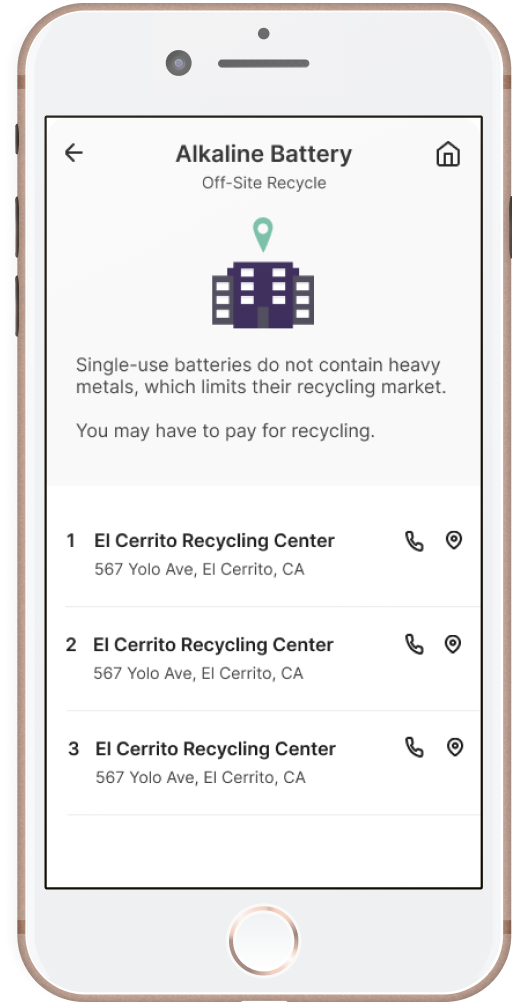 Alkaline Battery
Off-Site Recycle
Single-use batteries do not contain heavy
metals, which limits their recycling market.
You may have to pay for recycling.
1 El Cerrito Recycling Center
567 Yolo Ave, El Cerrito, CA
2 El Cerrito Recycling Center
567 Yolo Ave, El Cerrito, CA
3 El Cerrito Recycling Center
567 Yolo Ave, El Cerrito, CA